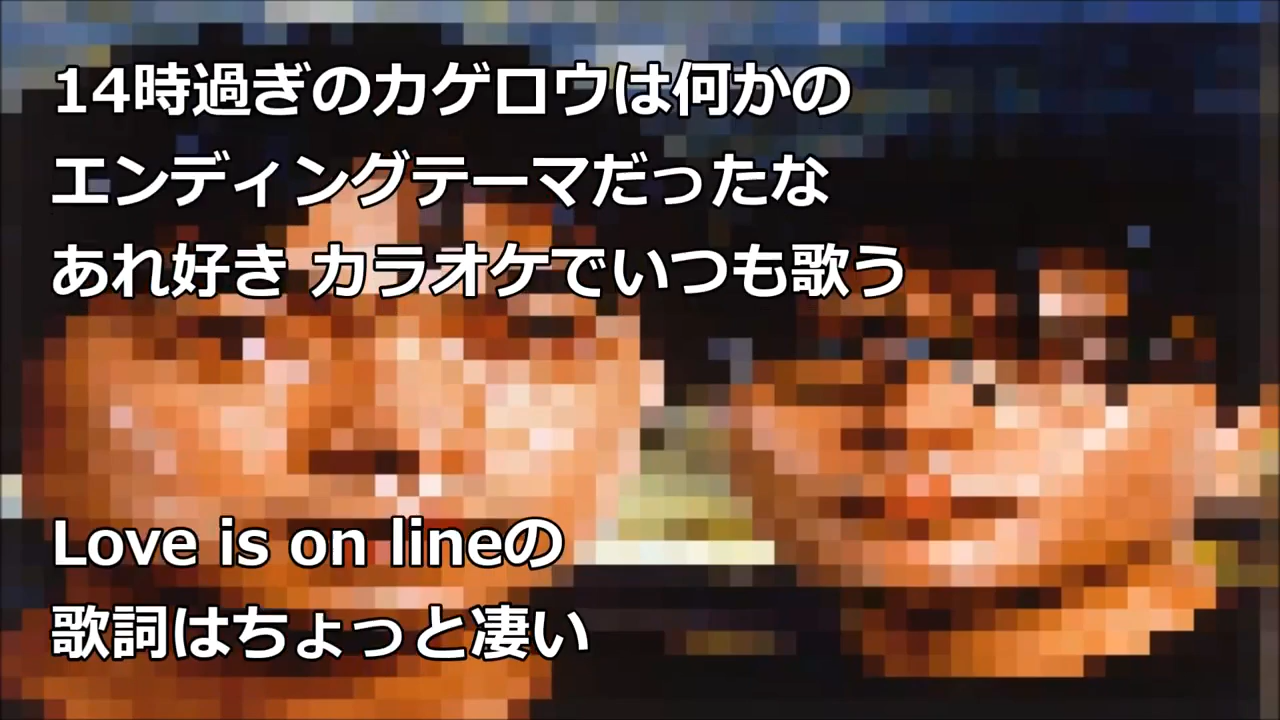 14時過ぎのカゲロウは何かの
エンディングテーマだったな
あれ好き カラオケでいつも歌う
Love is on lineの
歌詞はちょっと凄い